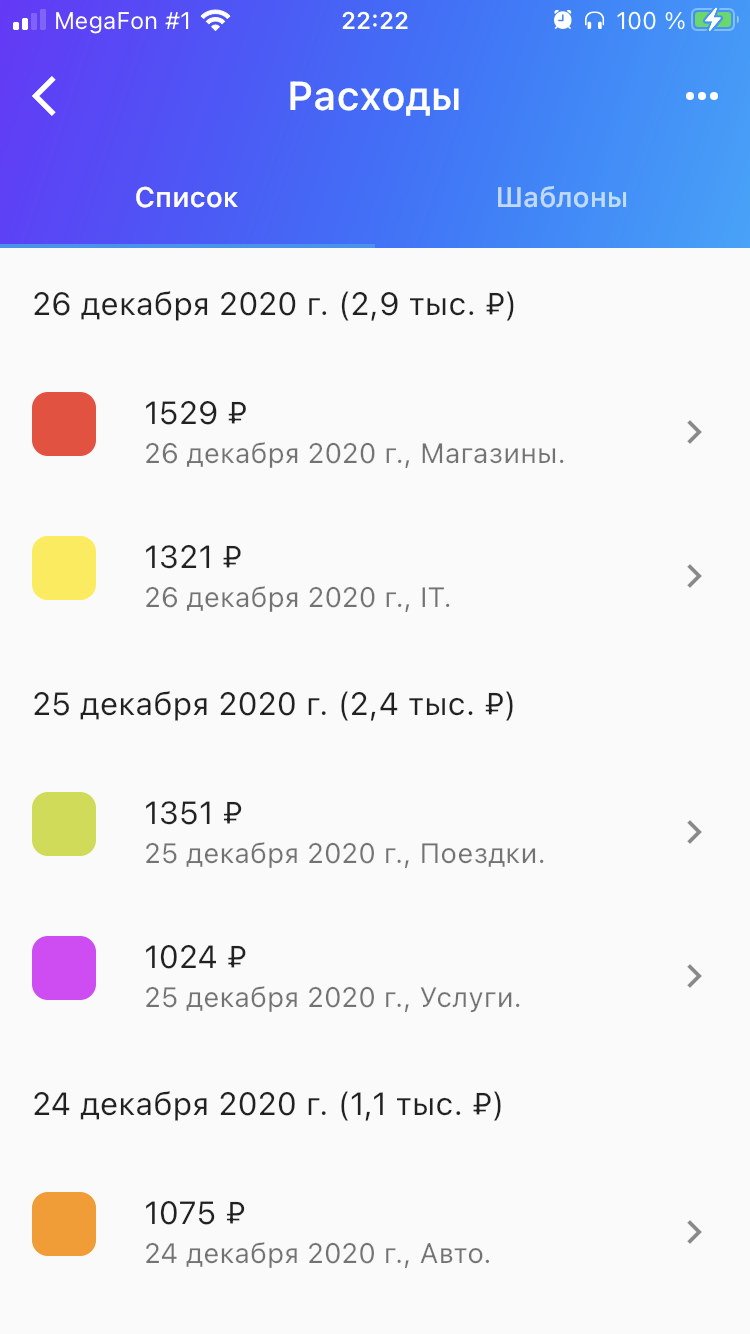 MegaFon #1 22:22 100 %
Расходы
Список Шаблоны
26 декабря 2020 г. (2,9 тыс. ₽)
1529 ₽
26 декабря 2020 г., Магазины.
1321 ₽
26 декабря 2020 г., IT.
25 декабря 2020 г. (2,4 тыс. ₽)
1351 ₽
25 декабря 2020 г., Поездки.
1024 ₽
25 декабря 2020 г., Услуги.
24 декабря 2020 г. (1,1 тыс. ₽)
1075 ₽
24 декабря 2020 г., Авто.